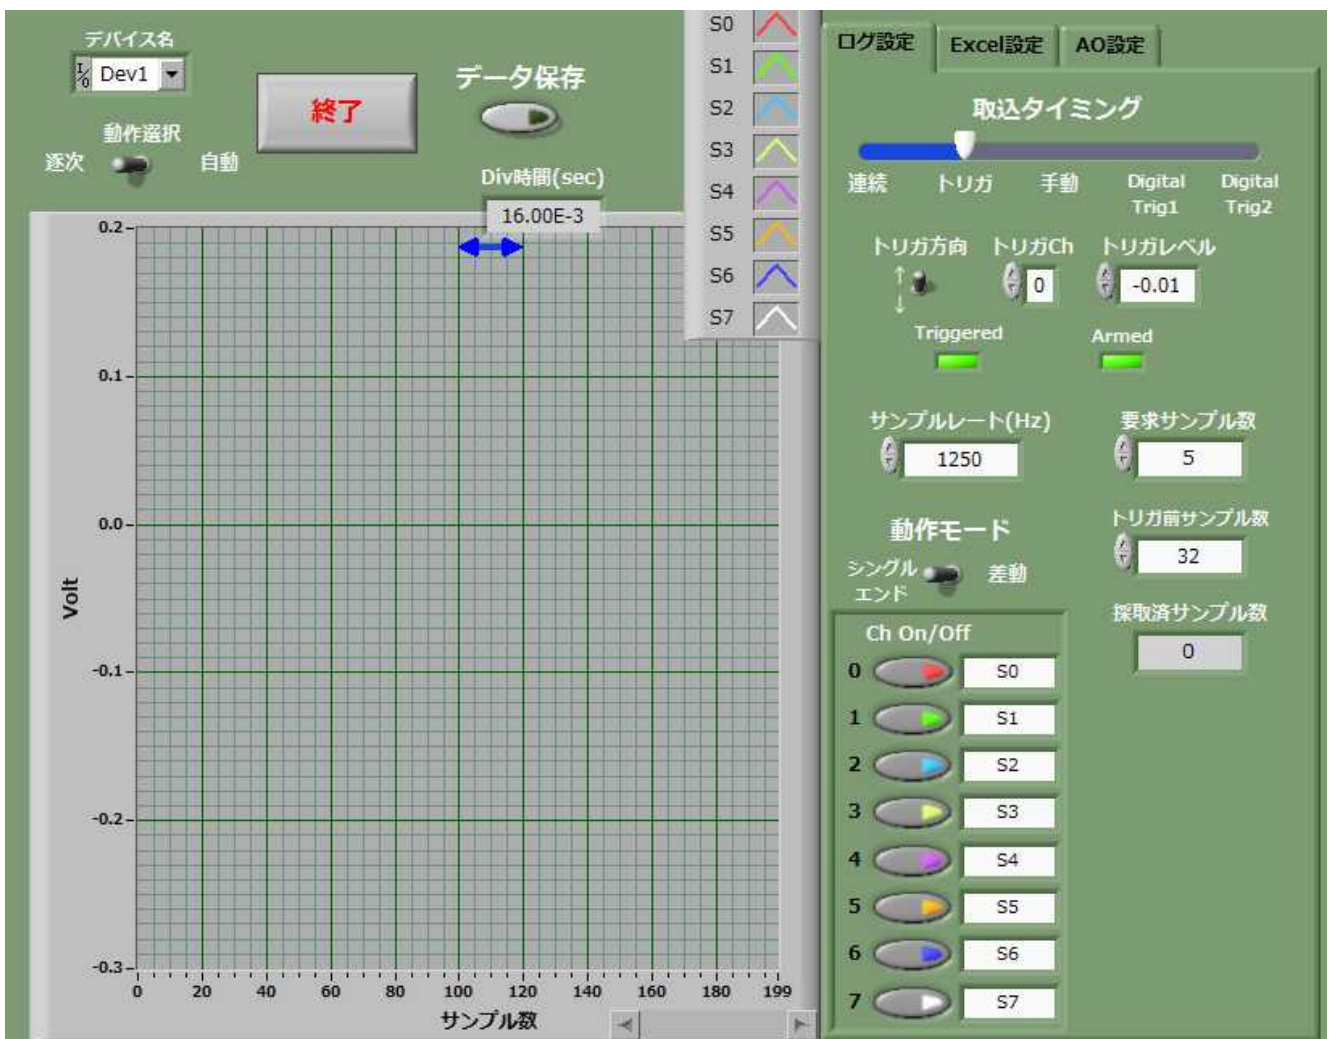 デバイス名
I/0 Dev1
終了
データ保存
動作選択
逐次 自動
Div時間(sec)
16.00E-3
S0
S1
S2
S3
S4
S5
S6
S7
0.2
0.1
0.0
-0.1
-0.2
-0.3
Volt
0 20 40 60 80 100 120 140 160 180 199
サンプル数
ログ設定 Excel設定 AO設定
取込タイミング
連続 トリガ 手動 Digital Trig1 Digital Trig2
トリガ方向 トリガCh トリガレベル
↑
↓
0 -0.01
Triggered Armed
サンプルレート(Hz) 要求サンプル数
1250 5
動作モード
シングル
エンド
差動
トリガ前サンプル数
32
採取済サンプル数
0
Ch On/Off
0 S0
1 S1
2 S2
3 S3
4 S4
5 S5
6 S6
7 S7